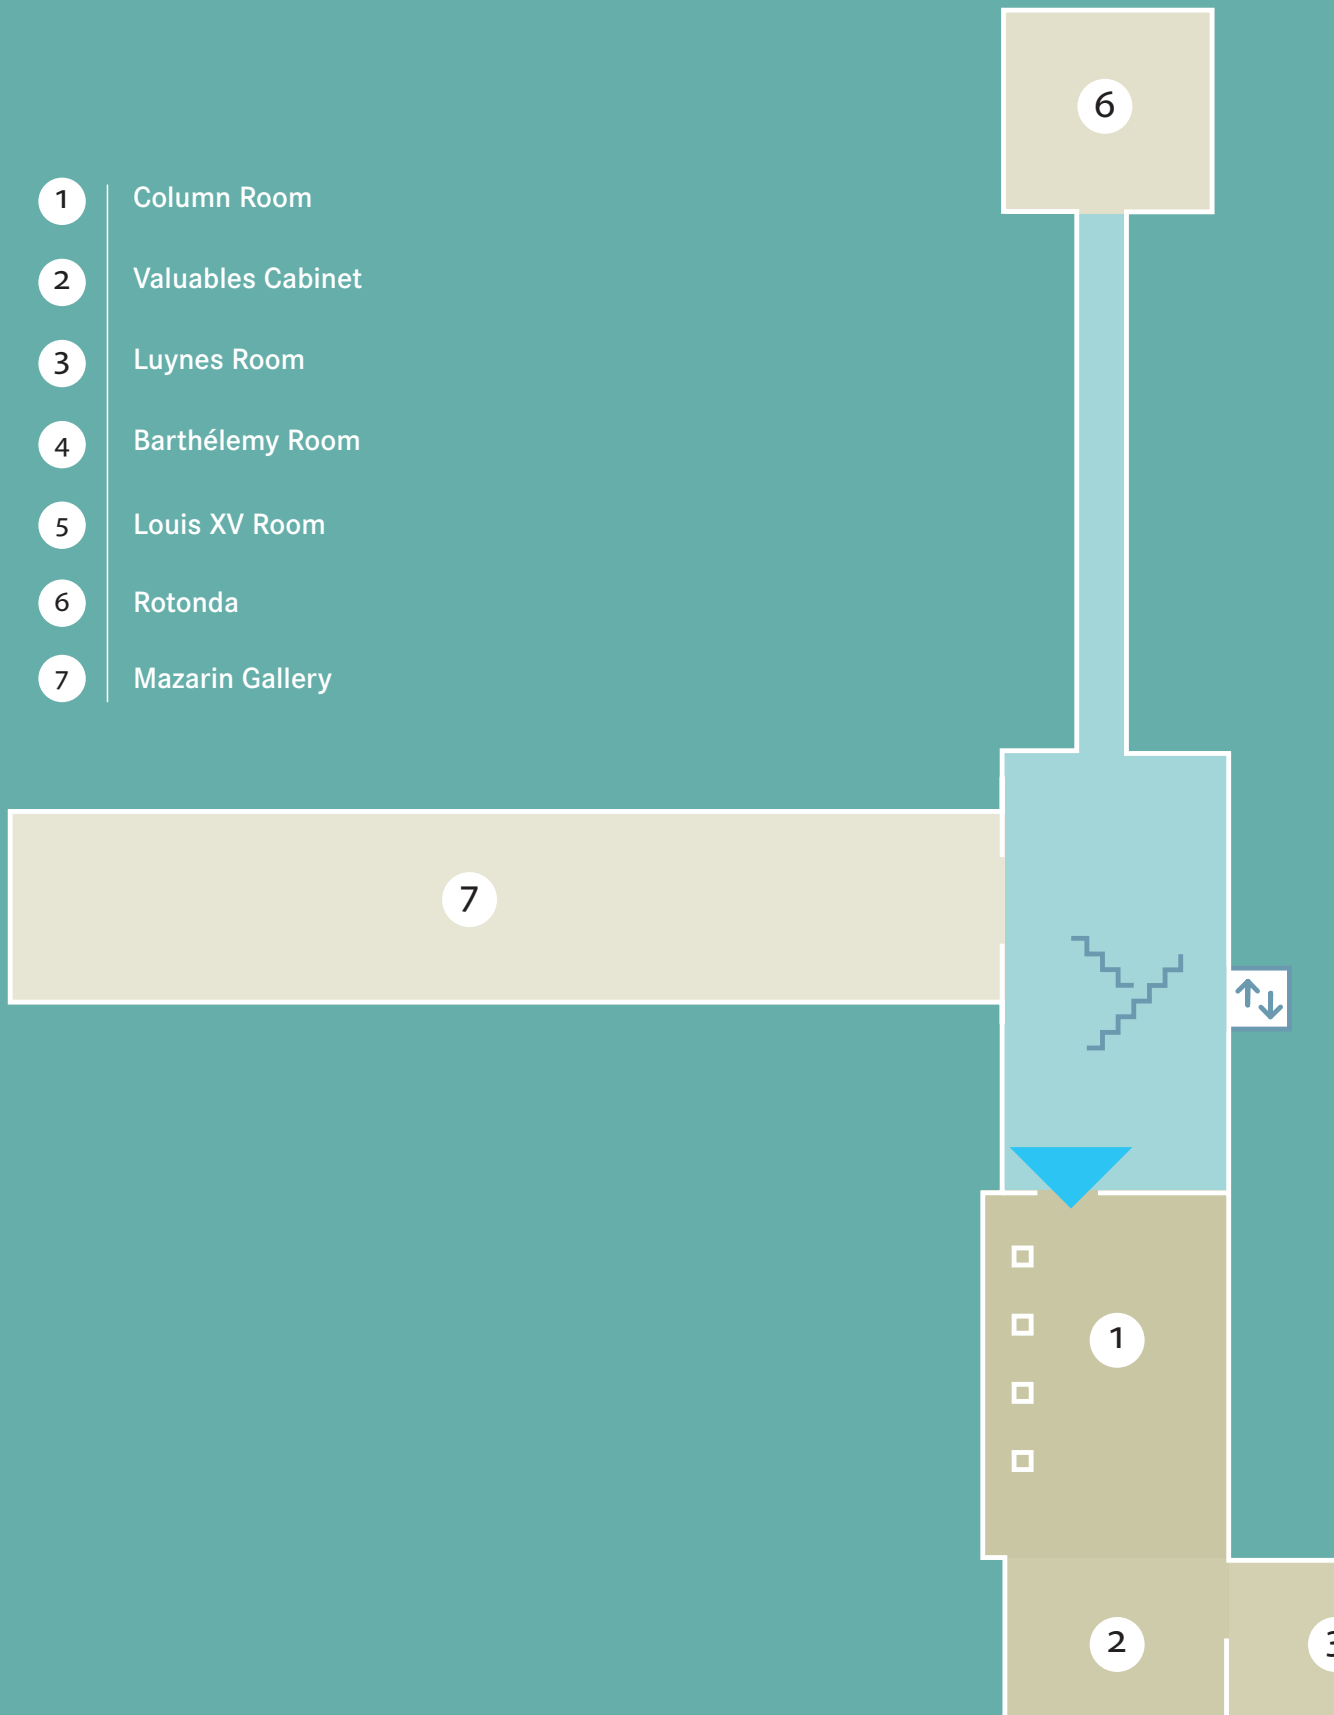 1 Column Room
2 Valuables Cabinet
3 Luynes Room
4 Barthélemy Room
5 Louis XV Room
6 Rotonda
7 Mazarin Gallery
6
7
1
2
3